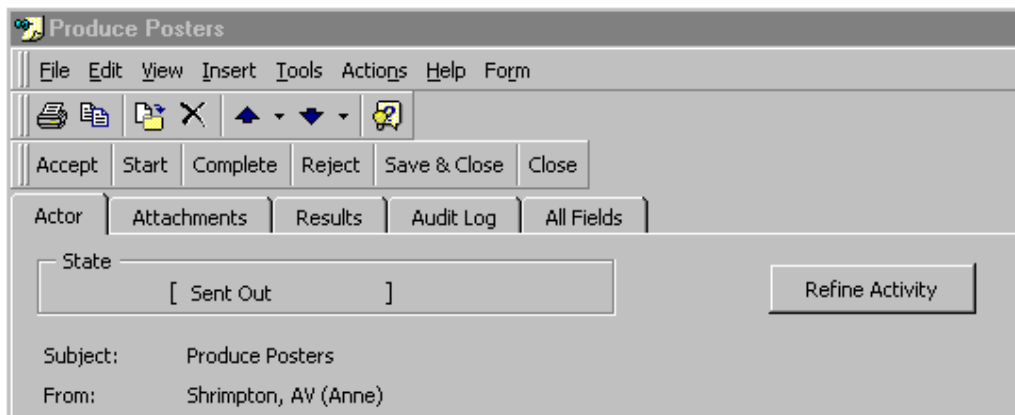 Produce Posters
File Edit View Insert Tools Actions Help Form
Accept Start Complete Reject Save & Close Close
Actor Attachments Results Audit Log All Fields
State
[ Sent Out ]
Refine Activity
Subject: Produce Posters
From: Shrimpton, AV (Anne)